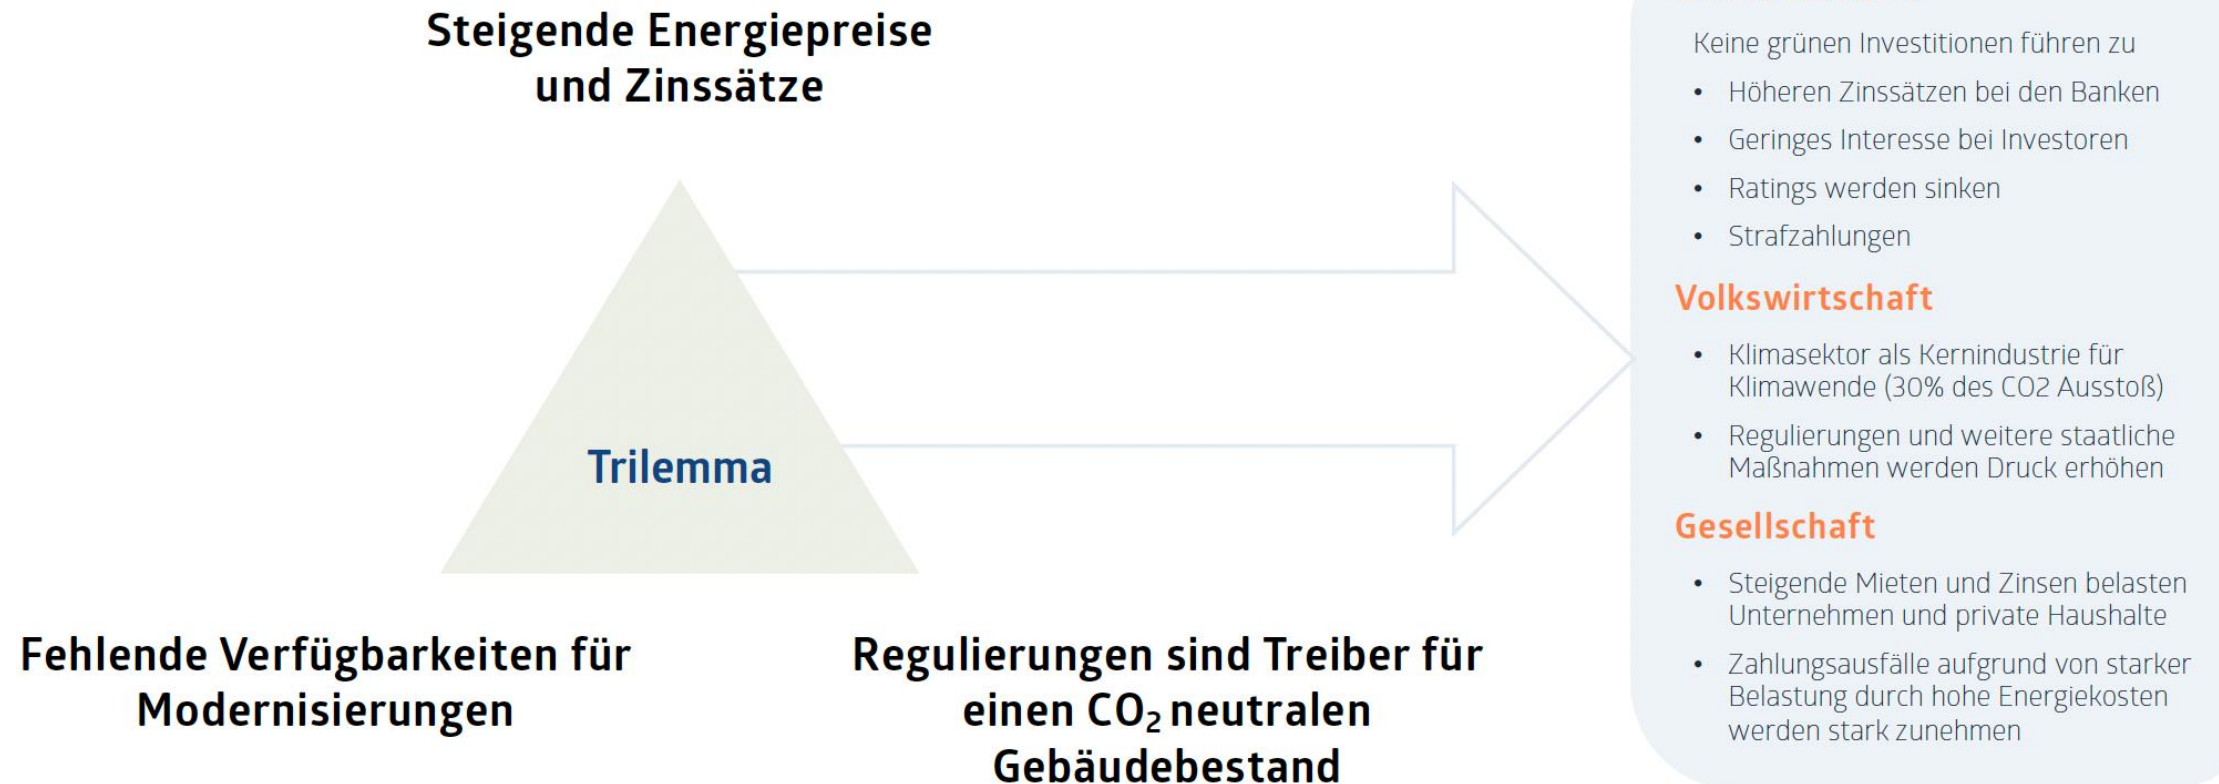 Steigende Energiepreise
und Zinssätze
Trilemma
Fehlende Verfügbarkeiten für
Modernisierungen
Regulierungen sind Treiber für
einen CO₂ neutralen
Gebäudebestand
Keine grünen Investitionen führen zu
• Höheren Zinssätzen bei den Banken
• Geringes Interesse bei Investoren
• Ratings werden sinken
• Strafzahlungen
Volkswirtschaft
• Klimasektor als Kernindustrie für
Klimawende (30% des CO2 Ausstoß)
• Regulierungen und weitere staatliche
Maßnahmen werden Druck erhöhen
Gesellschaft
• Steigende Mieten und Zinsen belasten
Unternehmen und private Haushalte
• Zahlungsausfälle aufgrund von starker
Belastung durch hohe Energiekosten
werden stark zunehmen